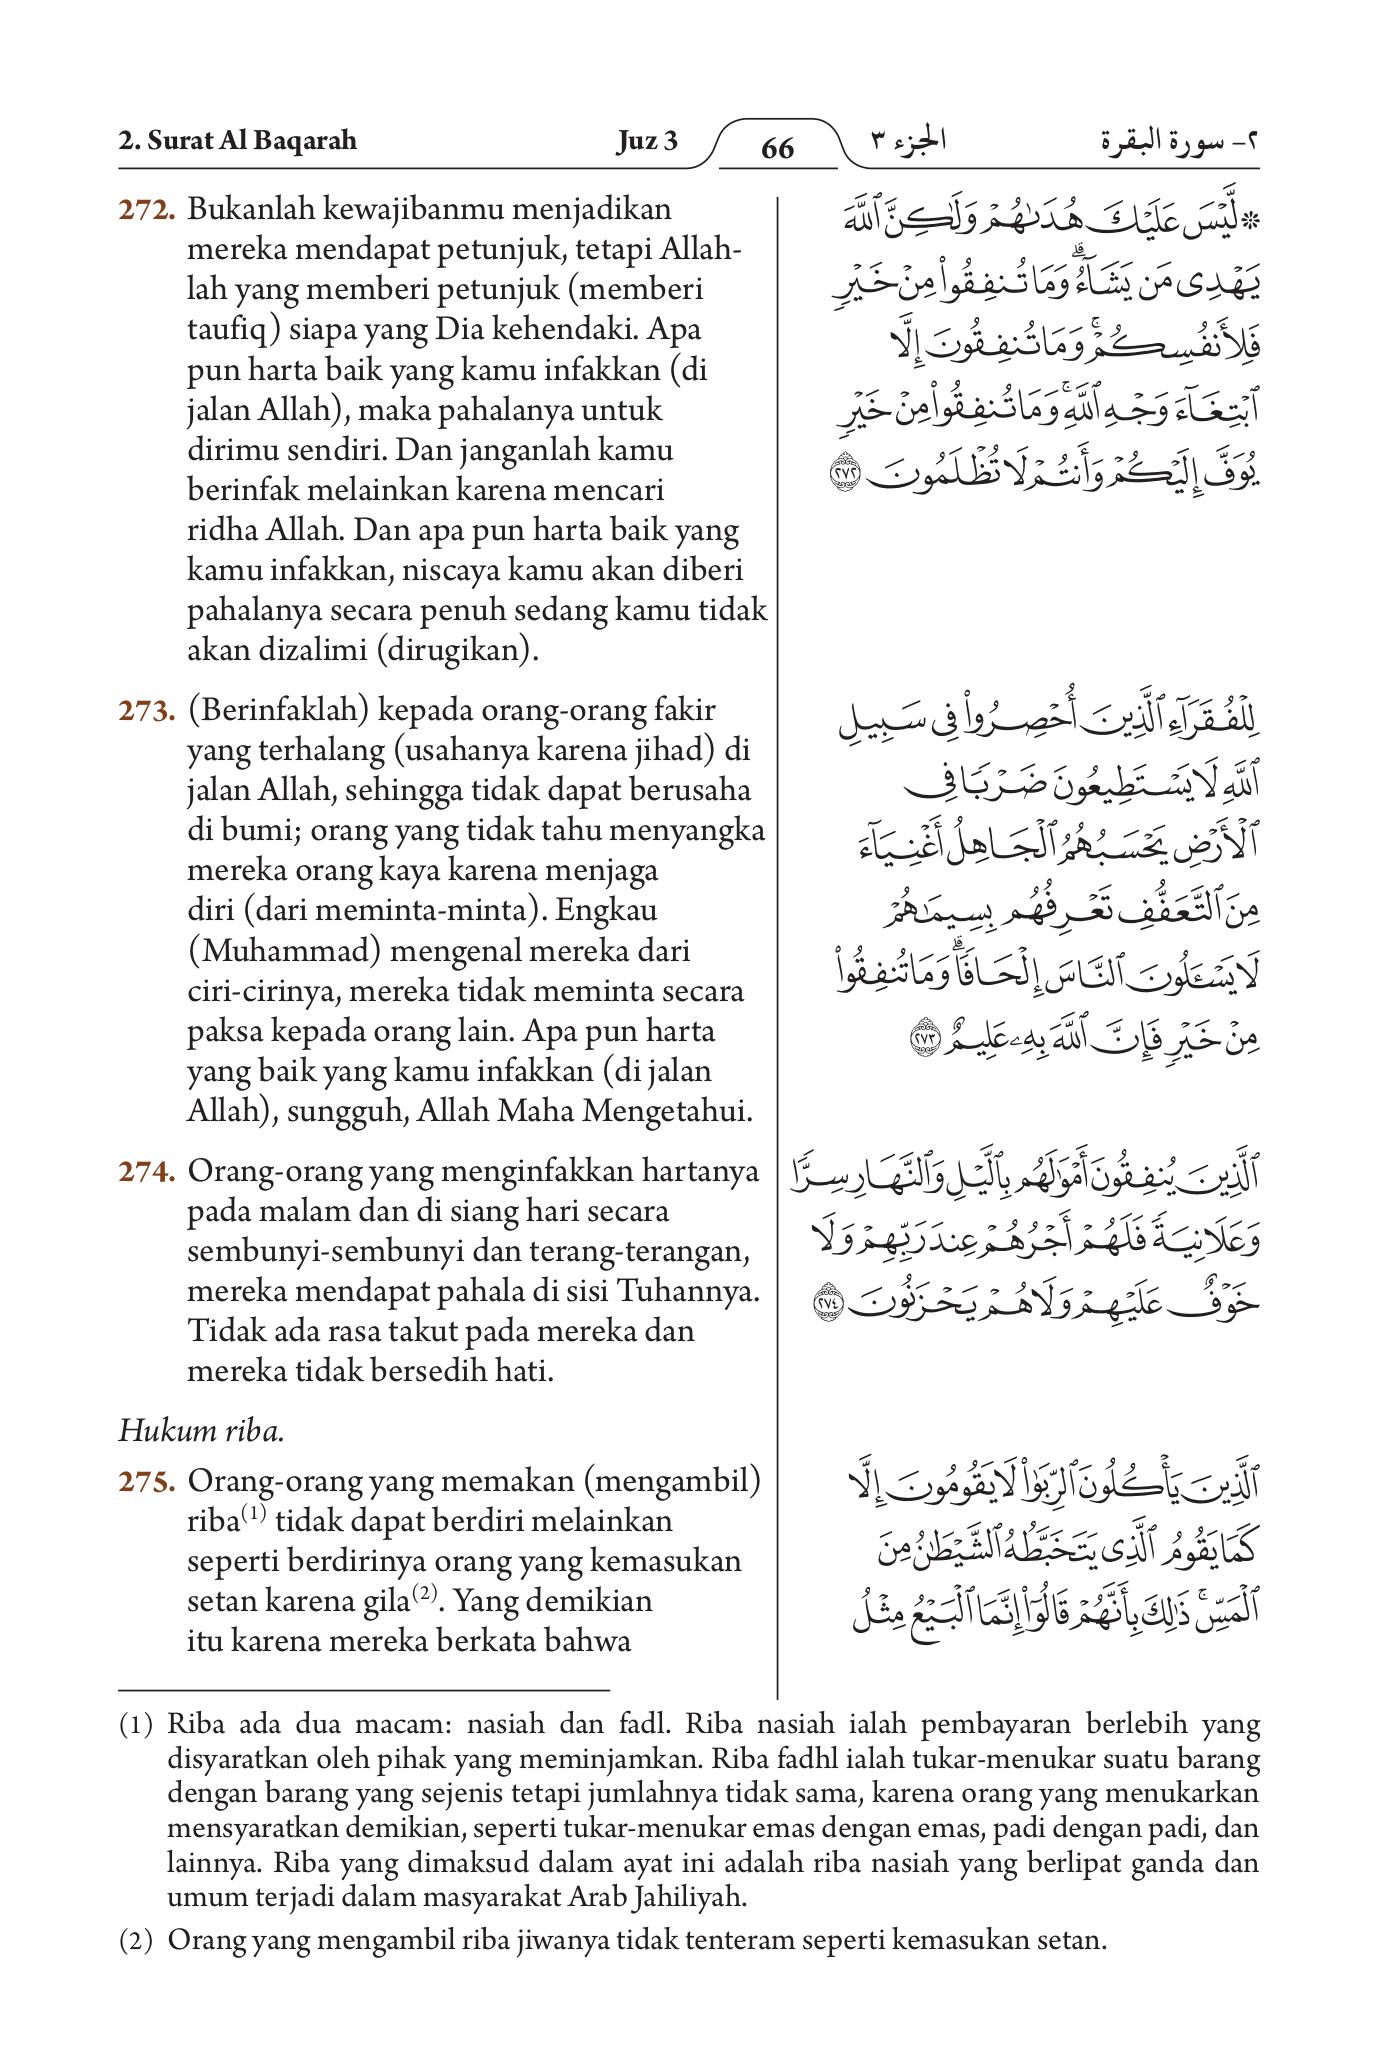 2. Surat Al Baqarah
Juz 3
66
الجزء ٣
٢- سورة البقرة
272. Bukanlah kewajibanmu menjadikan
mereka mendapat petunjuk, tetapi Allah-
lah yang memberi petunjuk (memberi
taufiq) siapa yang Dia kehendaki. Apa
pun harta baik yang kamu infakkan (di
jalan Allah), maka pahalanya untuk
dirimu sendiri. Dan janganlah kamu
berinfak melainkan karena mencari
ridha Allah. Dan apa pun harta baik yang
kamu infakkan, niscaya kamu akan diberi
pahalanya secara penuh sedang kamu tidak
akan dizalimi (dirugikan).
۞ لَّيْسَ عَلَيْكَ هُدَىٰهُمْ وَلَٰكِنَّ ٱللَّهَ
يَهْدِى مَن يَشَآءُۗ وَمَا تُنفِقُوا۟ مِنْ خَيْرٍ
فَلِأَنفُسِكُمْۚ وَمَا تُنفِقُونَ إِلَّا
ٱبْتِغَآءَ وَجْهِ ٱللَّهِۚ وَمَا تُنفِقُوا۟ مِنْ خَيْرٍ
يُوَفَّ إِلَيْكُمْ وَأَنتُمْ لَا تُظْلَمُونَ ٢٧٢
273. (Berinfaklah) kepada orang-orang fakir
yang terhalang (usahanya karena jihad) di
jalan Allah, sehingga tidak dapat berusaha
di bumi; orang yang tidak tahu menyangka
mereka orang kaya karena menjaga
diri (dari meminta-minta). Engkau
(Muhammad) mengenal mereka dari
ciri-cirinya, mereka tidak meminta secara
paksa kepada orang lain. Apa pun harta
yang baik yang kamu infakkan (di jalan
Allah), sungguh, Allah Maha Mengetahui.
لِلْفُقَرَآءِ ٱلَّذِينَ أُحْصِرُوا۟ فِى سَبِيلِ
ٱللَّهِ لَا يَسْتَطِيعُونَ ضَرْبًا فِى
ٱلْأَرْضِ يَحْسَبُهُمُ ٱلْجَاهِلُ أَغْنِيَآءَ
مِنَ ٱلتَّعَفُّفِ تَعْرِفُهُم بِسِيمَٰهُمْ
لَا يَسْـَٔلُونَ ٱلنَّاسَ إِلْحَافًاۗ وَمَا تُنفِقُوا۟
مِنْ خَيْرٍ فَإِنَّ ٱللَّهَ بِهِۦ عَلِيمٌ ٢٧٣
274. Orang-orang yang menginfakkan hartanya
pada malam dan di siang hari secara
sembunyi-sembunyi dan terang-terangan,
mereka mendapat pahala di sisi Tuhannya.
Tidak ada rasa takut pada mereka dan
mereka tidak bersedih hati.
ٱلَّذِينَ يُنفِقُونَ أَمْوَٰلَهُم بِٱلَّيْلِ وَٱلنَّهَارِ سِرًّا
وَعَلَانِيَةً فَلَهُمْ أَجْرُهُمْ عِندَ رَبِّهِمْ وَلَا
خَوْفٌ عَلَيْهِمْ وَلَا هُمْ يَحْزَنُونَ ٢٧٤
Hukum riba.
275. Orang-orang yang memakan (mengambil)
riba(1) tidak dapat berdiri melainkan
seperti berdirinya orang yang kemasukan
setan karena gila(2). Yang demikian
itu karena mereka berkata bahwa
ٱلَّذِينَ يَأْكُلُونَ ٱلرِّبَوٰا۟ لَا يَقُومُونَ إِلَّا
كَمَا يَقُومُ ٱلَّذِى يَتَخَبَّطُهُ ٱلشَّيْطَٰنُ مِنَ
ٱلْمَسِّۚ ذَٰلِكَ بِأَنَّهُمْ قَالُوٓا۟ إِنَّمَا ٱلْبَيْعُ مِثْلُ
(1) Riba ada dua macam: nasiah dan fadl. Riba nasiah ialah pembayaran berlebih yang
disyaratkan oleh pihak yang meminjamkan. Riba fadhl ialah tukar-menukar suatu barang
dengan barang yang sejenis tetapi jumlahnya tidak sama, karena orang yang menukarkan
mensyaratkan demikian, seperti tukar-menukar emas dengan emas, padi dengan padi, dan
lainnya. Riba yang dimaksud dalam ayat ini adalah riba nasiah yang berlipat ganda dan
umum terjadi dalam masyarakat Arab Jahiliyah.
(2) Orang yang mengambil riba jiwanya tidak tenteram seperti kemasukan setan.